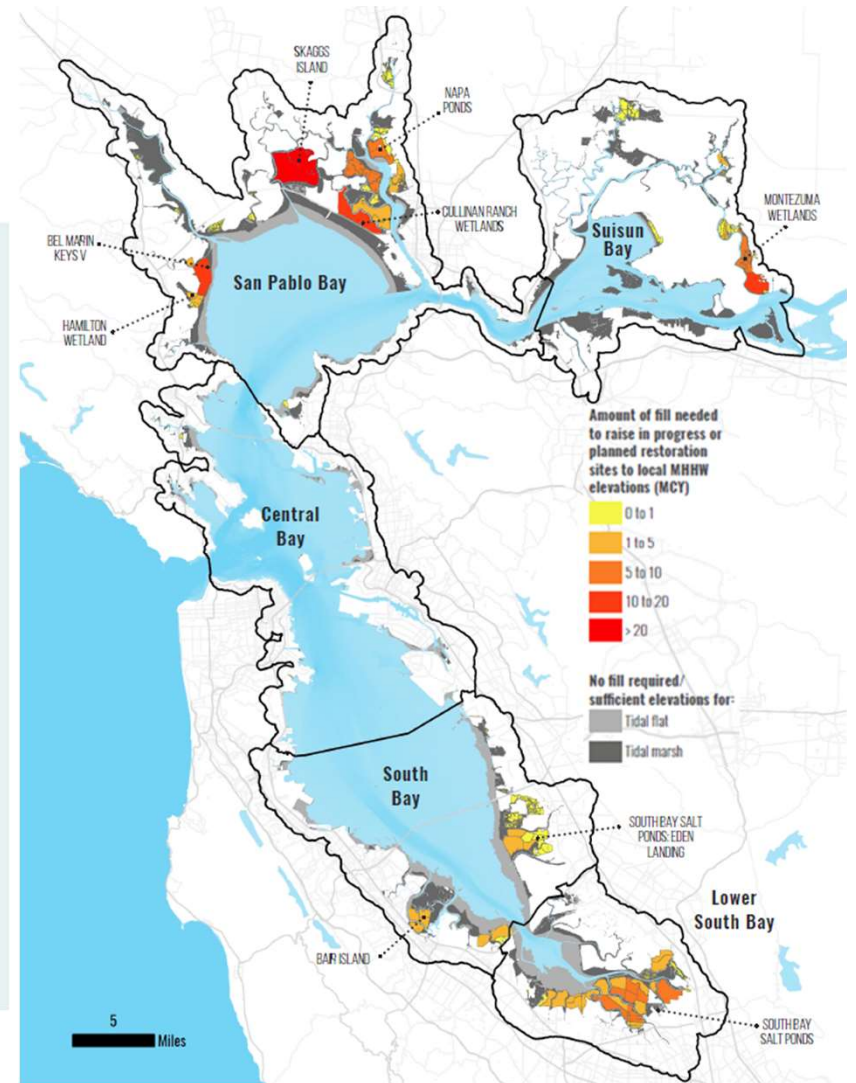 SKAGGS
ISLAND
NAPA
PONDS
CULLINAN RANCH
WETLANDS
MONTEZUMA
WETLANDS
BEL MARIN
KEYS V
HAMILTON
WETLAND
San Pablo Bay
Suisun
Bay
Central
Bay
Amount of fill needed
to raise in progress or
planned restoration
sites to local MHHW
elevations (MCY)
0 to 1
1 to 5
5 to 10
10 to 20
> 20
No fill required/
sufficient elevations for:
Tidal flat
Tidal marsh
South
Bay
SOUTH BAY SALT
PONDS: EDEN
LANDING
Lower
South Bay
BAIR ISLAND
SOUTH BAY
SALT PONDS
5
Miles